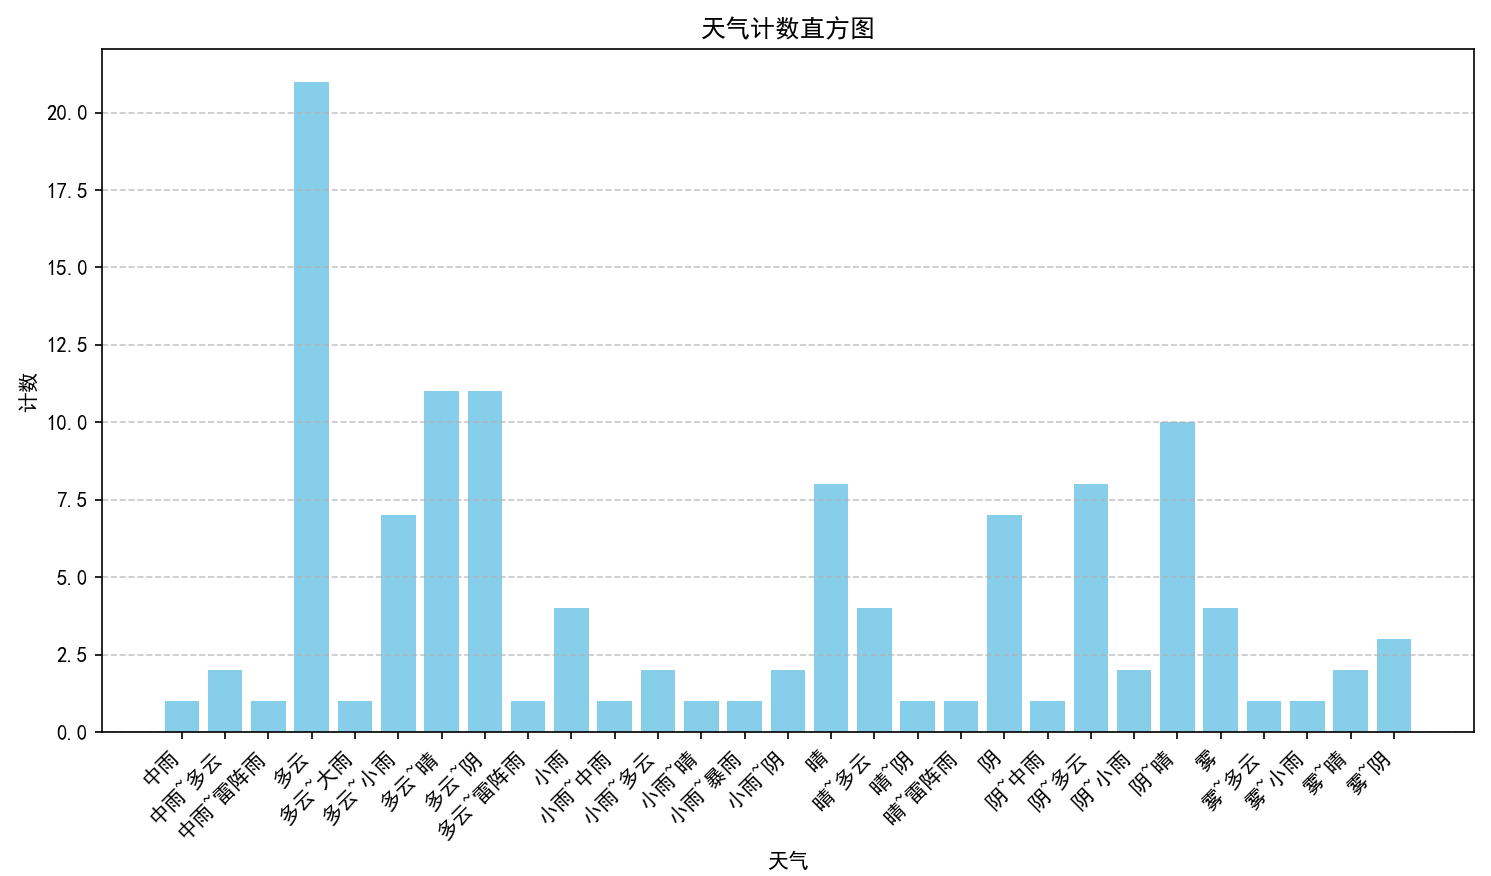 天气计数直方图
计数
20.0
17.5
15.0
12.5
10.0
7.5
5.0
2.5
0.0
中雨
中雨~多云
中雨~雷阵雨
多云
多云~大雨
多云~小雨
多云~晴
多云~阴
多云~雷阵雨
小雨
小雨~中雨
小雨~多云
小雨~晴
小雨~暴雨
小雨~阴
晴
晴~多云
晴~阴
晴~雷阵雨
阴
阴~中雨
阴~多云
阴~小雨
阴~晴
雾
雾~多云
雾~小雨
雾~晴
雾~阴
天气